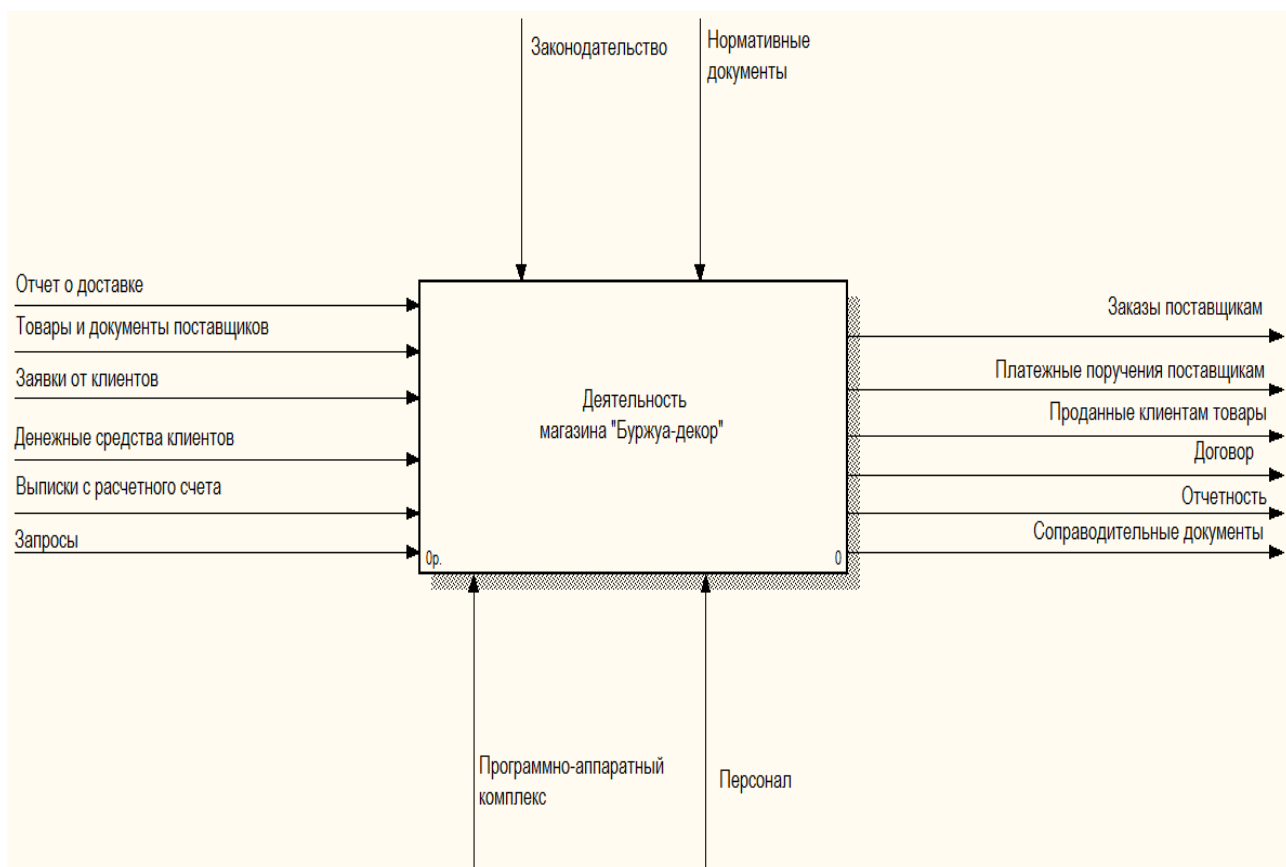 Законодательство
Нормативные
документы
Отчет о доставке
Товары и документы поставщиков
Заявки от клиентов
Денежные средства клиентов
Выписки с расчетного счета
Запросы
Деятельность
магазина "Буржуа-декор"
0р.
0
Заказы поставщикам
Платежные поручения поставщикам
Проданные клиентам товары
Договор
Отчетность
Соправодительные документы
Программно-аппаратный
комплекс
Персонал